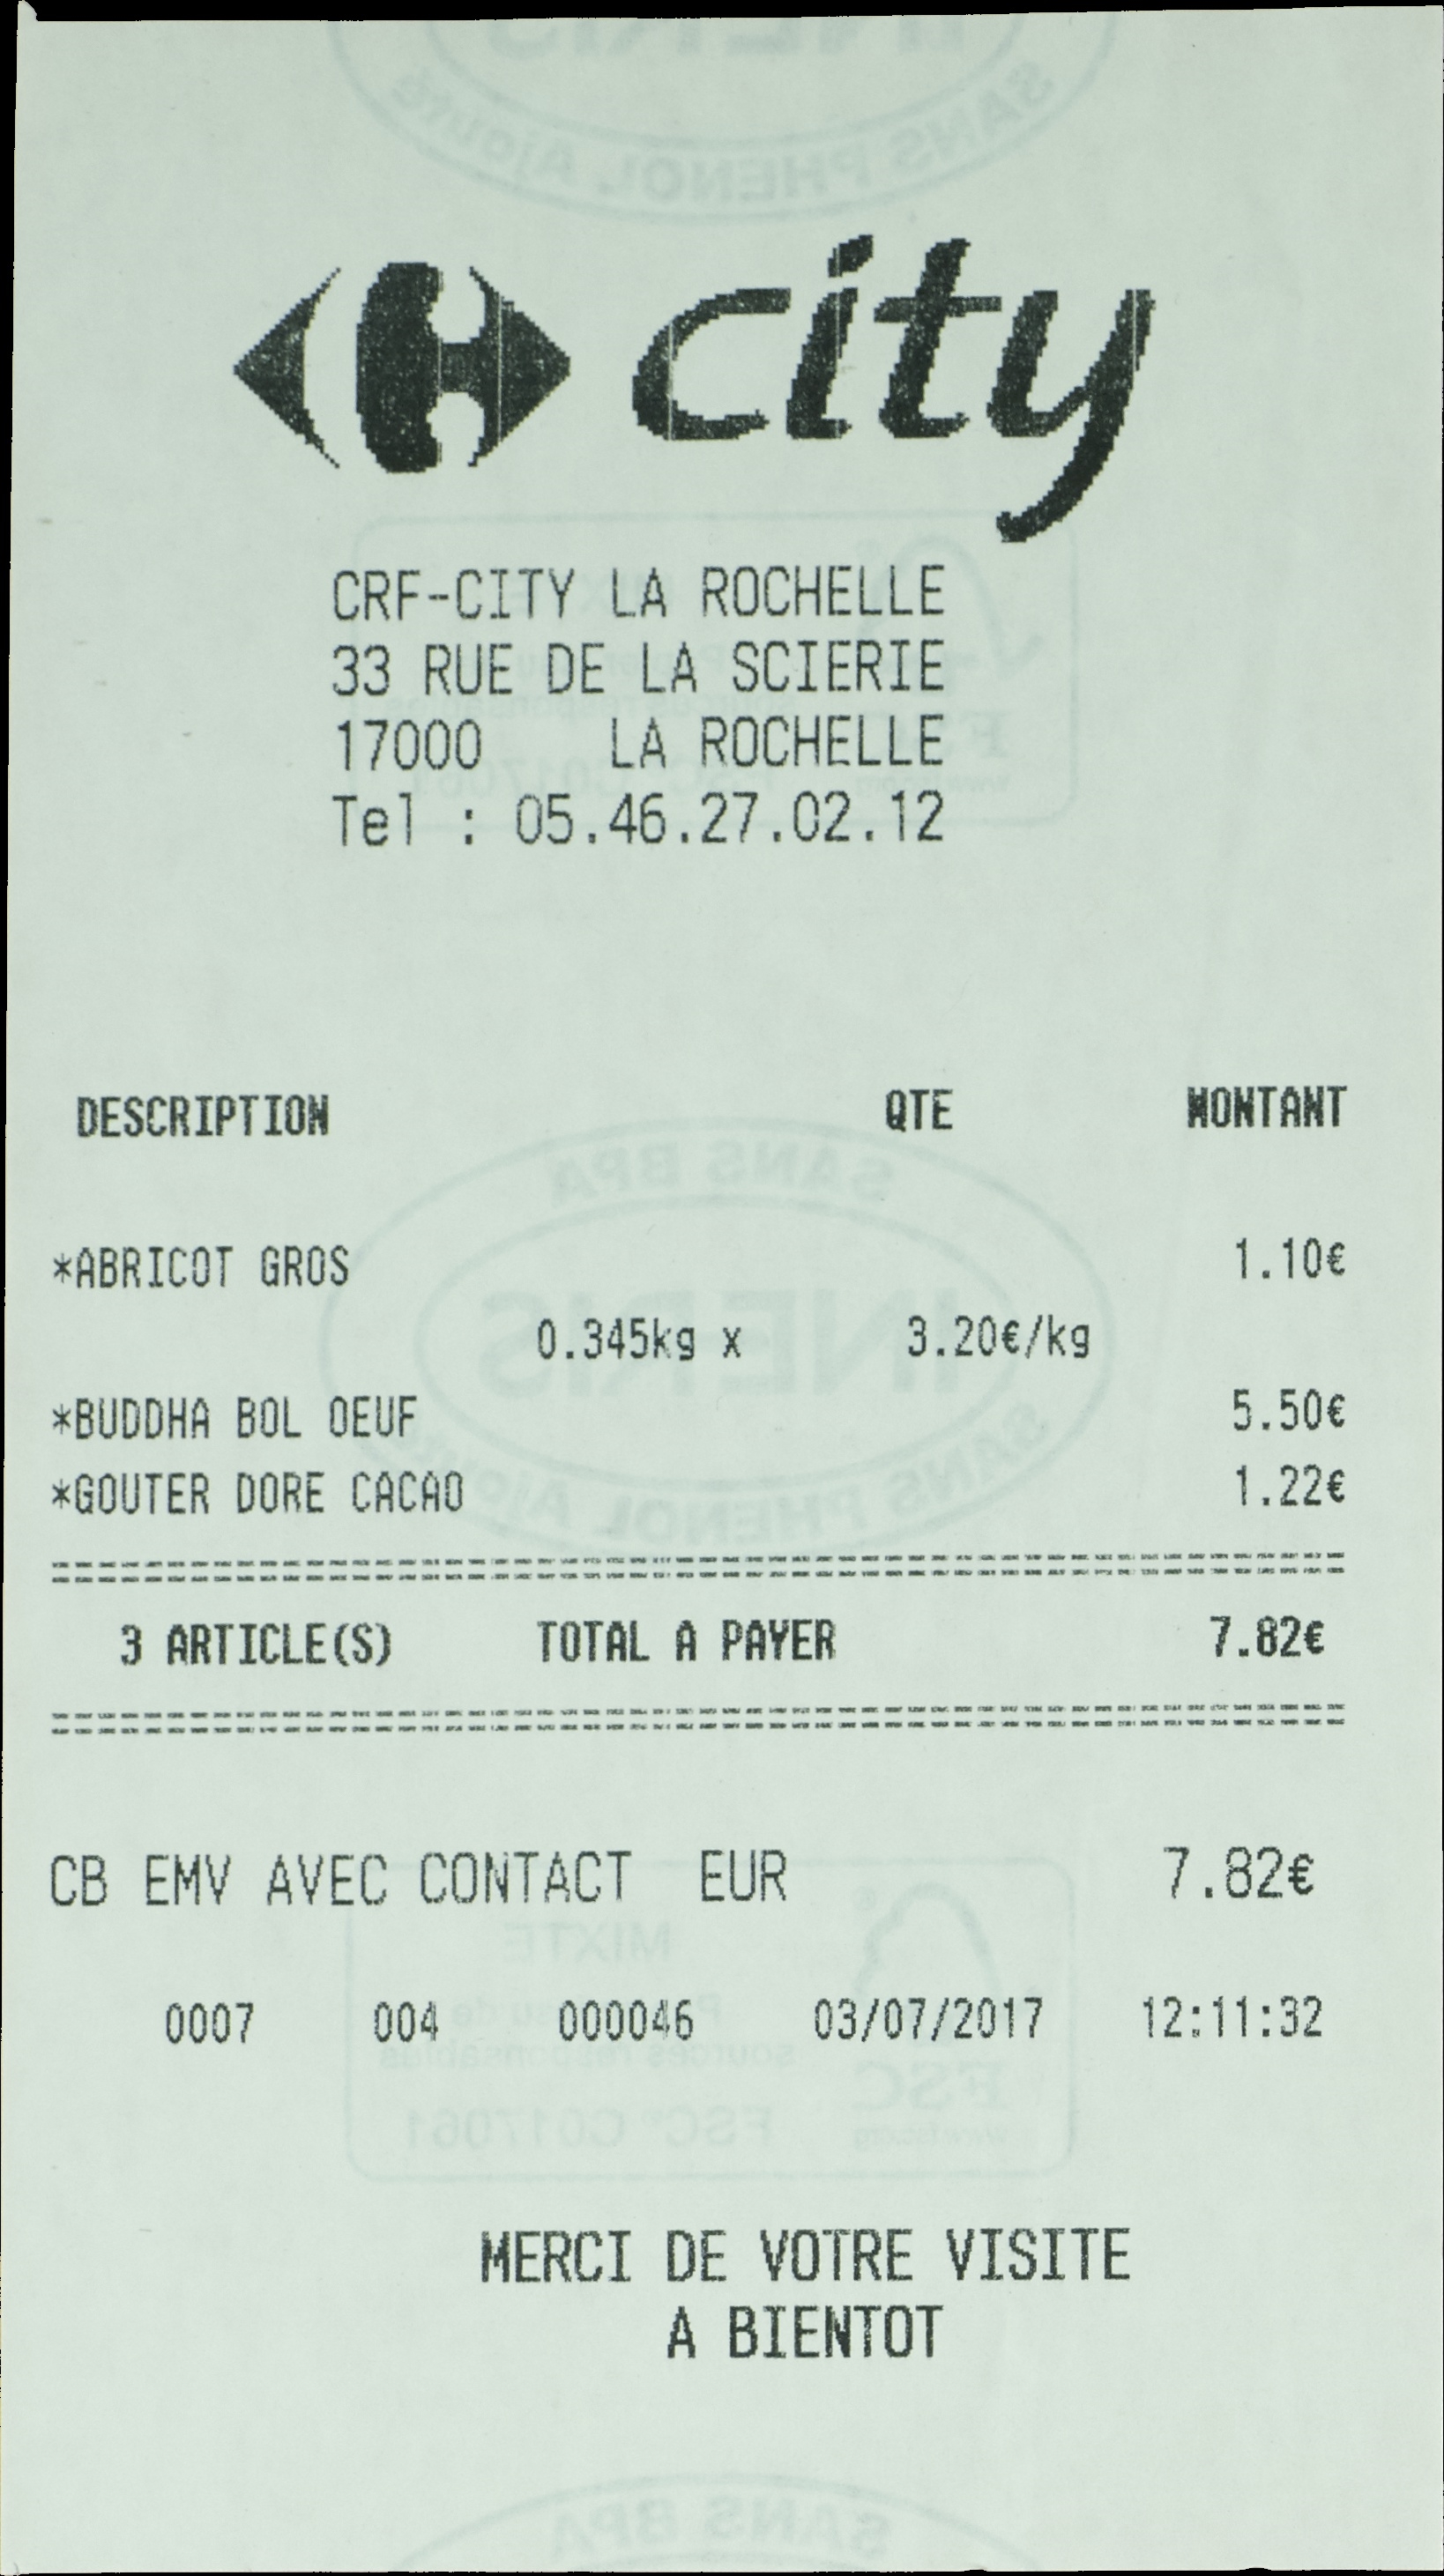 city
CRF-CITY LA ROCHELLE
33 RUE DE LA SCIERIE
17000 LA ROCHELLE
Tel : 05.46.27.02.12
DESCRIPTION QTE MONTANT
*ABRICOT GROS 1.10€
0.345kg x 3.20€/kg
*BUDDHA BOL OEUF 5.50€
*GOUTER DORE CACAO 1.22€
3 ARTICLE(S) TOTAL A PAYER 7.82€
CB EMV AVEC CONTACT EUR 7.82€
0007 004 000046 03/07/2017 12:11:32
MERCI DE VOTRE VISITE
A BIENTOT